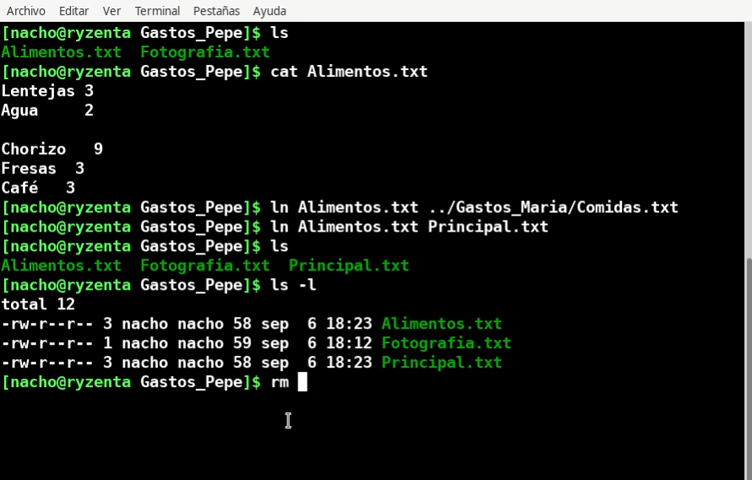 Archivo Editar Ver Terminal Pestañas Ayuda
[nacho@ryzenta Gastos_Pepe]$ ls
Alimentos.txt  Fotografia.txt
[nacho@ryzenta Gastos_Pepe]$ cat Alimentos.txt
Lentejas 3
Agua     2
Chorizo   9
Fresas  3
Café   3
[nacho@ryzenta Gastos_Pepe]$ ln Alimentos.txt ../Gastos_Maria/Comidas.txt
[nacho@ryzenta Gastos_Pepe]$ ln Alimentos.txt Principal.txt
[nacho@ryzenta Gastos_Pepe]$ ls
Alimentos.txt  Fotografia.txt  Principal.txt
[nacho@ryzenta Gastos_Pepe]$ ls -l
total 12
-rw-r--r-- 3 nacho nacho 58 sep  6 18:23 Alimentos.txt
-rw-r--r-- 1 nacho nacho 59 sep  6 18:12 Fotografia.txt
-rw-r--r-- 3 nacho nacho 58 sep  6 18:23 Principal.txt
[nacho@ryzenta Gastos_Pepe]$ rm